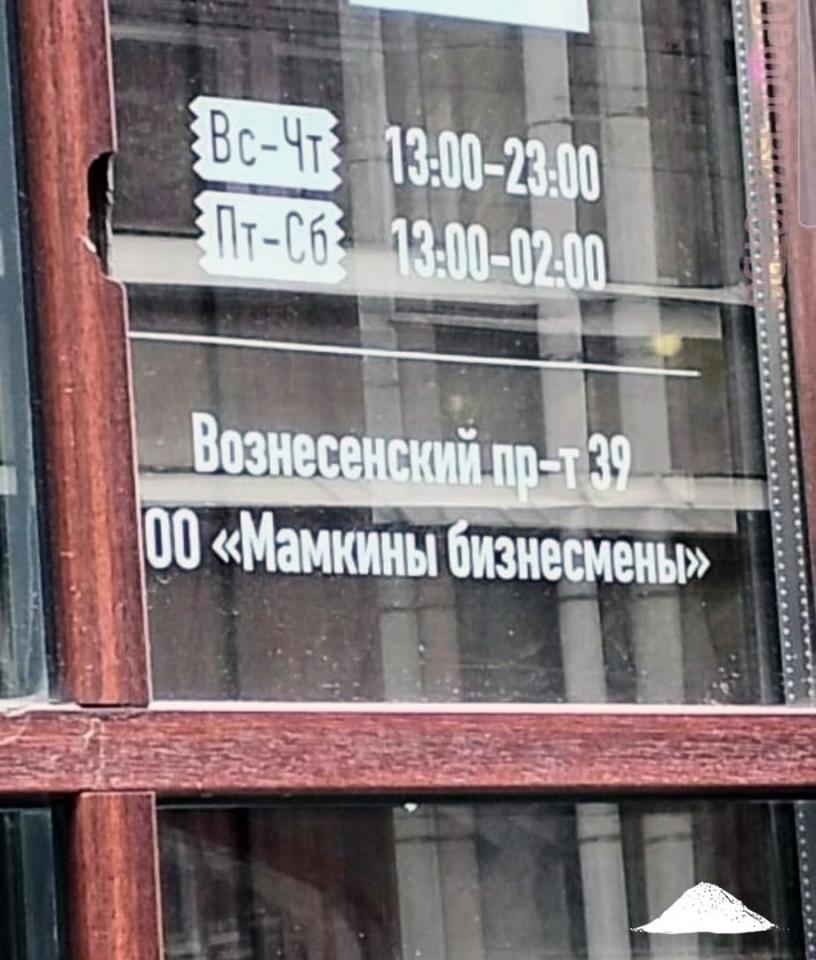 Вс-Чт 13:00-23:00
Пт-Сб 13:00-02:00
Вознесенский пр-т 39
ОО «Мамкины бизнесмены»